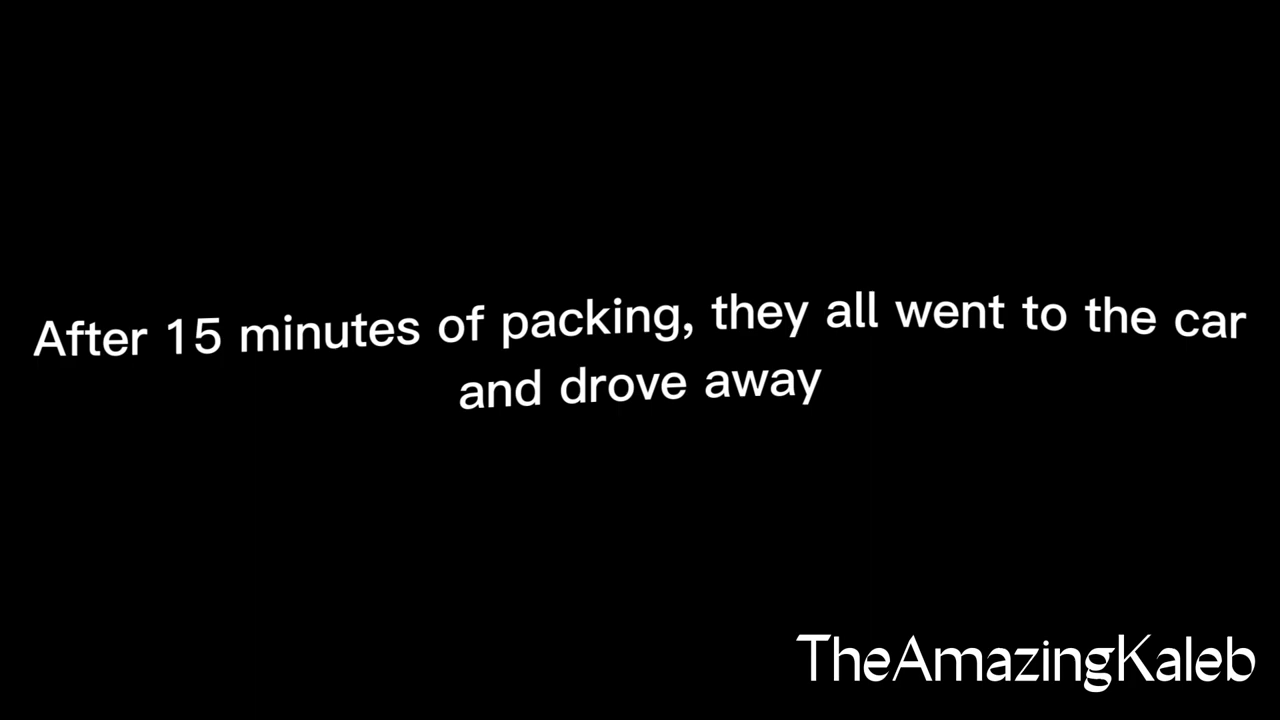 After 15 minutes of packing, they all went to the car
and drove away
TheAmazingKaleb